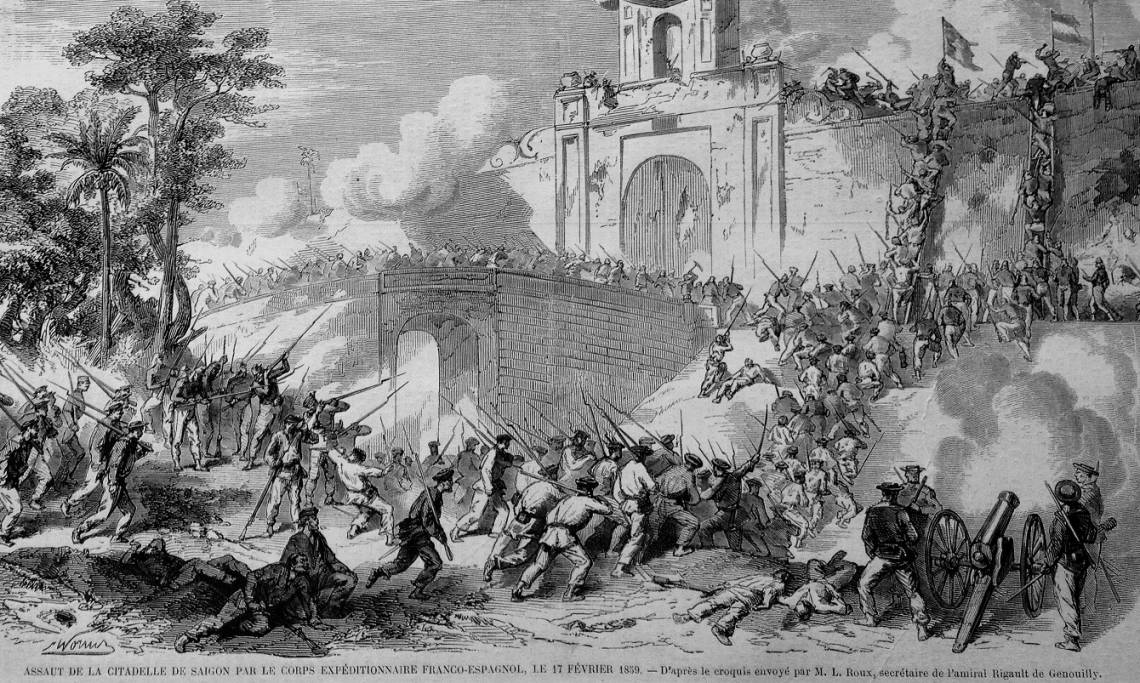 Worms
ASSAUT DE LA CITADELLE DE SAIGON PAR LE CORPS EXPÉDITIONNAIRE FRANCO-ESPAGNOL, LE 17 FÉVRIER 1859. — D'après le croquis envoyé par M. L. Roux, secrétaire de l'amiral Rigault de Genouilly.